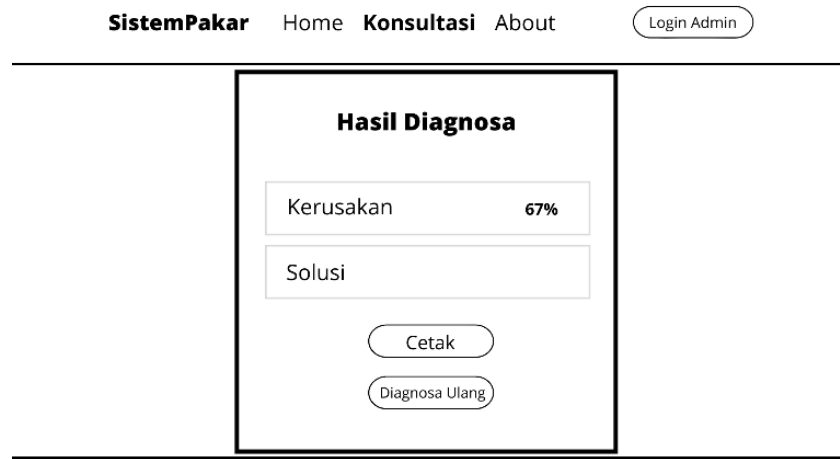 SistemPakar Home Konsultasi About Login Admin
Hasil Diagnosa
Kerusakan 67%
Solusi
Cetak
Diagnosa Ulang